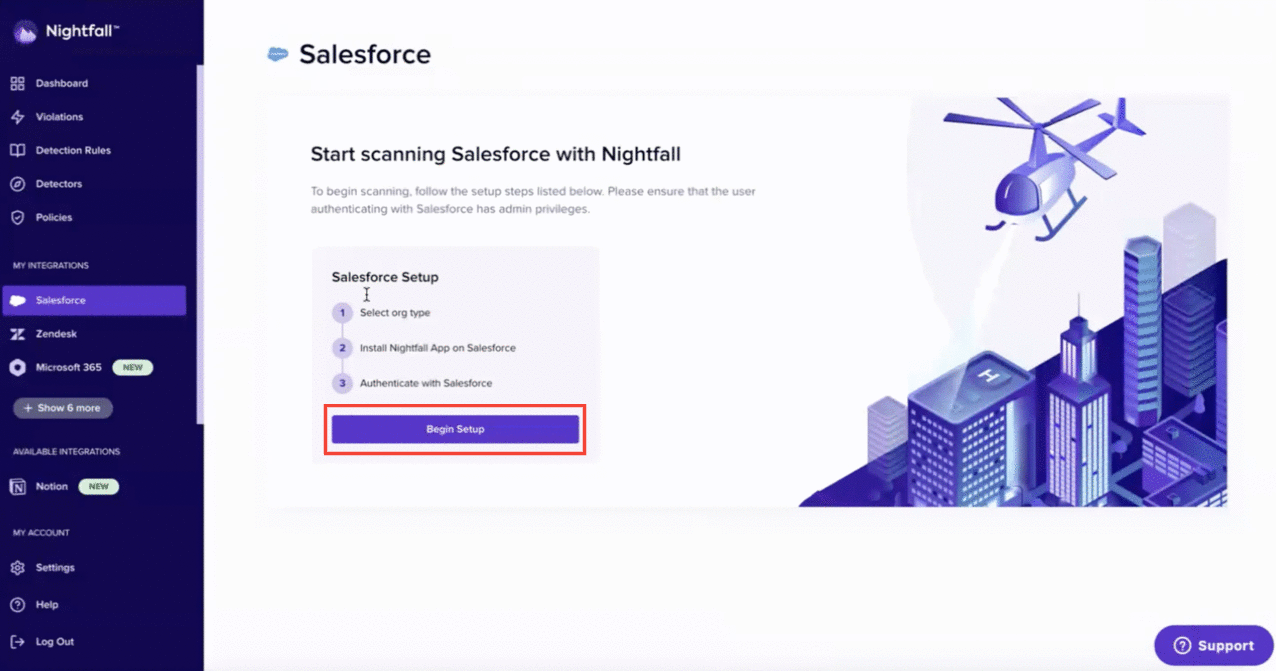 Nightfall™
Dashboard
Violations
Detection Rules
Detectors
Policies
MY INTEGRATIONS
Salesforce
Zendesk
Microsoft 365 NEW
+ Show 6 more
AVAILABLE INTEGRATIONS
Notion NEW
MY ACCOUNT
Settings
Help
Log Out
Salesforce
Start scanning Salesforce with Nightfall
To begin scanning, follow the setup steps listed below. Please ensure that the user
authenticating with Salesforce has admin privileges.
Salesforce Setup
1 Select org type
2 Install Nightfall App on Salesforce
3 Authenticate with Salesforce
Begin Setup
H
Support